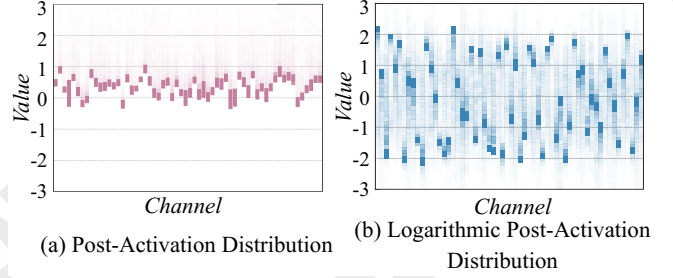 3
2
1
0
-1
-2
-3
Value
Channel
(a) Post-Activation Distribution
3
2
1
0
-1
-2
-3
Value
Channel
(b) Logarithmic Post-Activation
Distribution